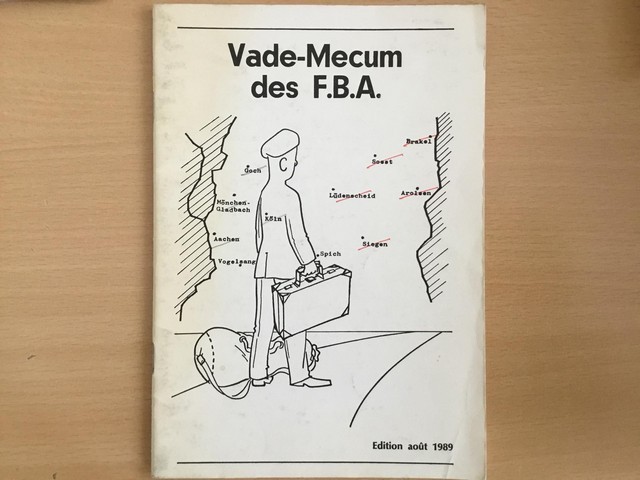 Vade-Mecum
des F.B.A.
Brakel
Soest
Goch
Lüdenscheid
Arolsen
Mönchen-
Gladbach
Köln
Aachen
Siegen
Spich
Vogelsang
Edition août 1989